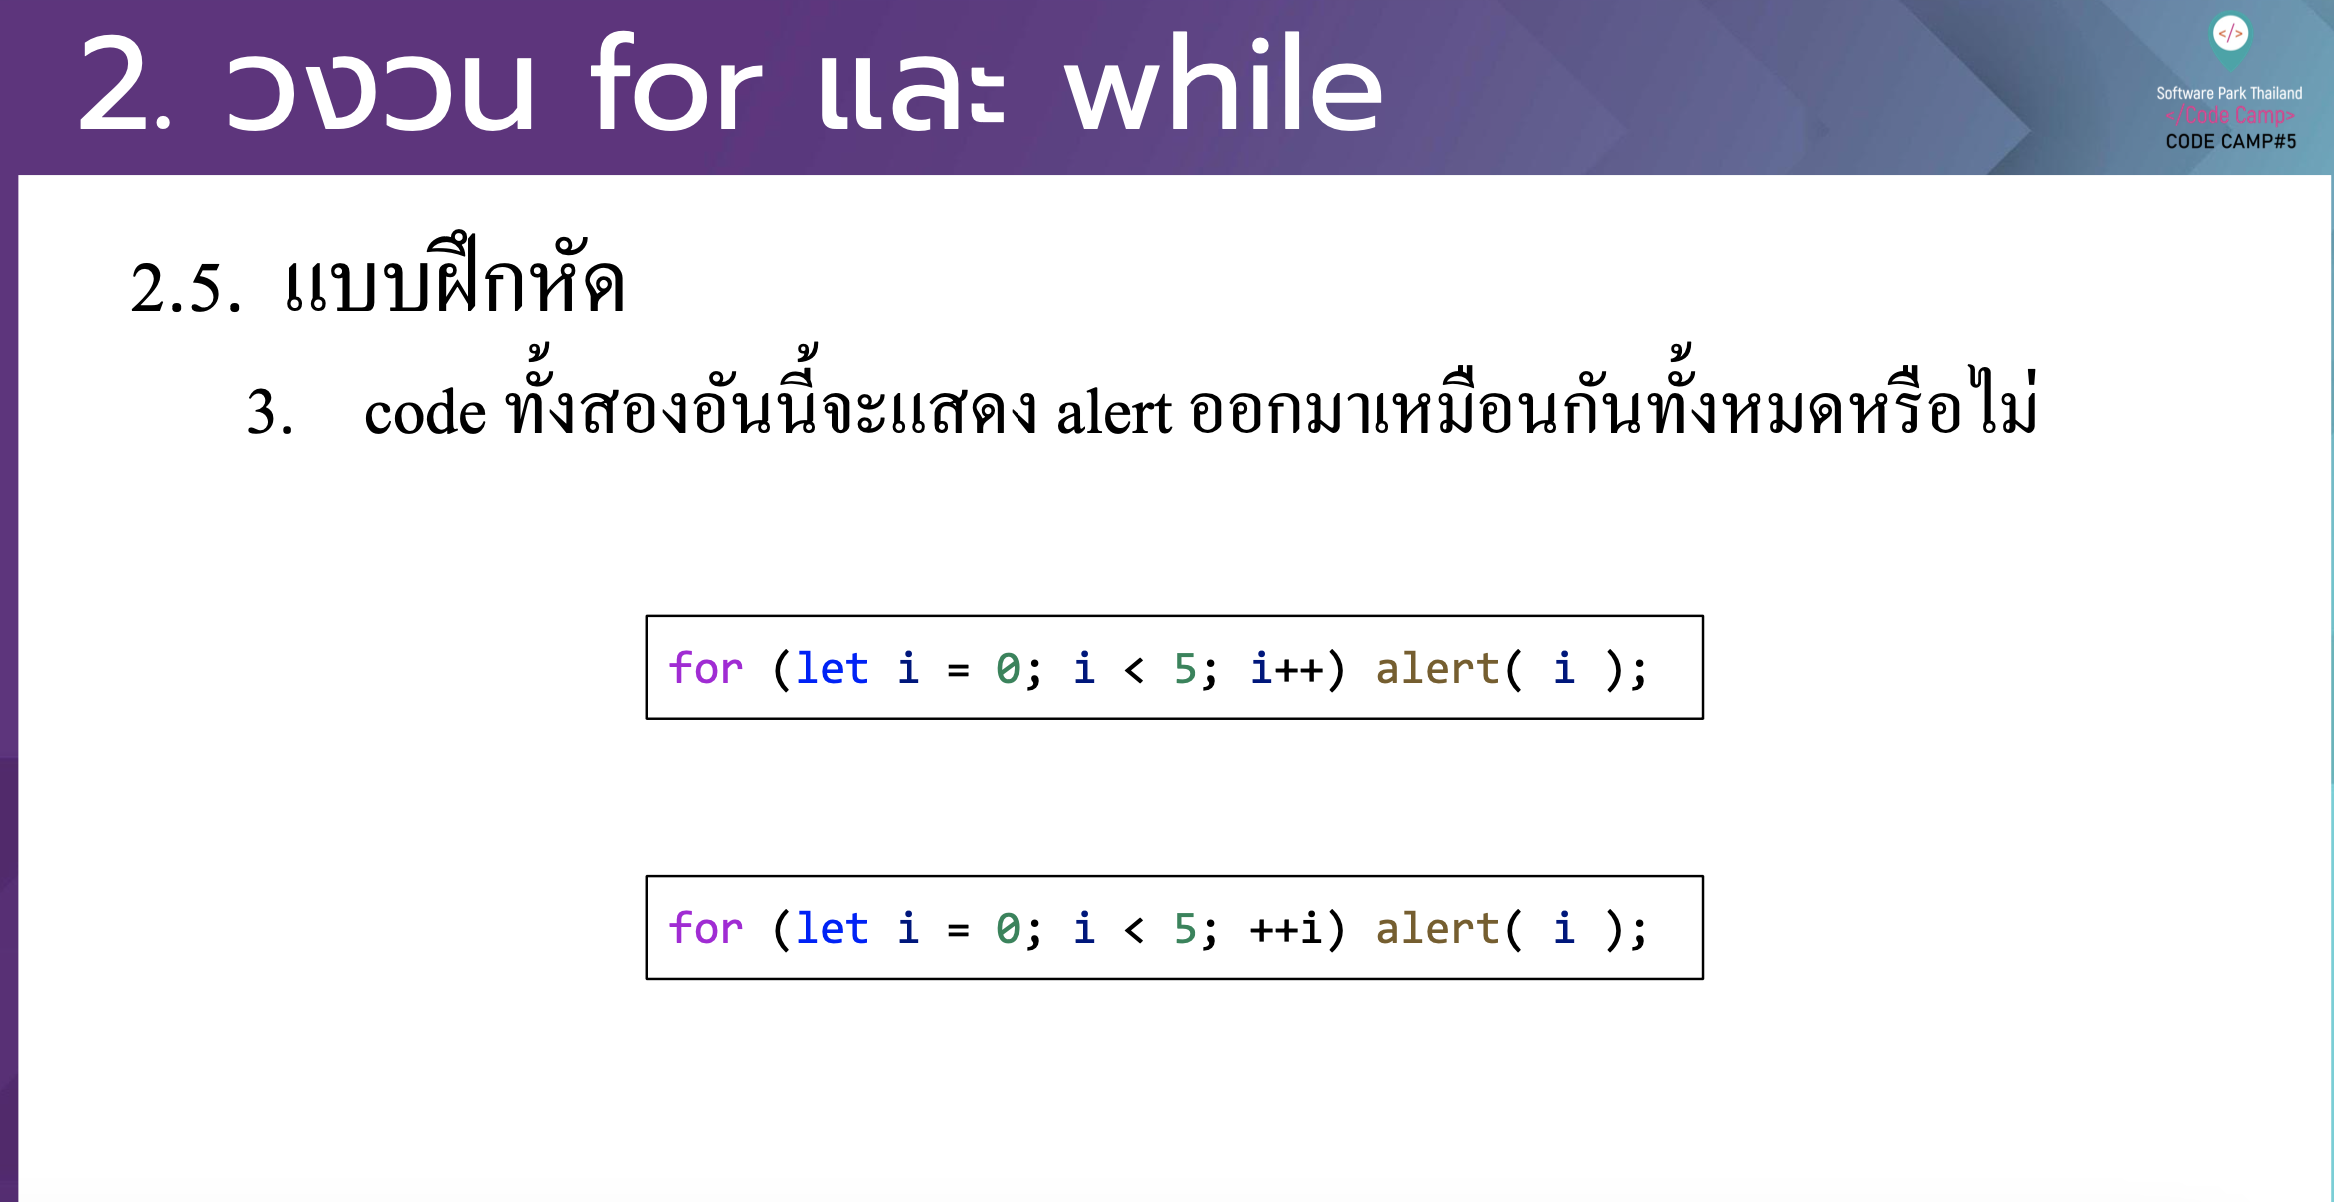 2. วงวน for และ while
</>
Software Park Thailand
</Code Camp>
CODE CAMP#5
2.5. แบบฝึกหัด
3. code ทั้งสองอันนี้จะแสดง alert ออกมาเหมือนกันทั้งหมดหรือไม่
for (let i = 0; i < 5; i++) alert( i );
for (let i = 0; i < 5; ++i) alert( i );